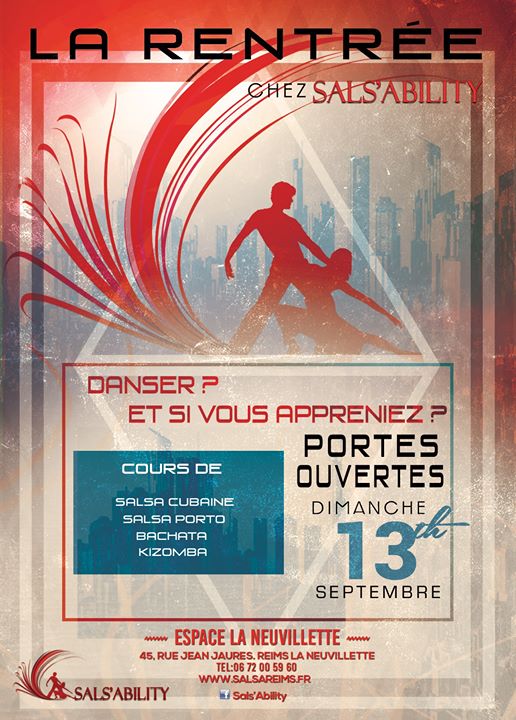 LA RENTRÉE
CHEZ SALS'ABILITY
DANSER ?
ET SI VOUS APPRENIEZ ?
COURS DE
SALSA CUBAINE
SALSA PORTO
BACHATA
KIZOMBA
PORTES
OUVERTES
DIMANCHE
13th
SEPTEMBRE
ESPACE LA NEUVILLETTE
45, RUE JEAN JAURES. REIMS LA NEUVILLETTE
TEL:06 72 00 59 60
WWW.SALSAREIMS.FR
f Sals'Ability
SALS'ABILITY